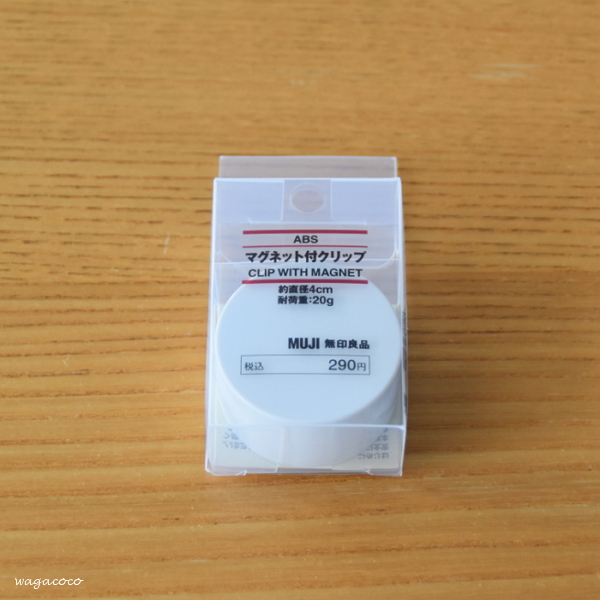 ABS
マグネット付クリップ
CLIP WITH MAGNET
約直径4cm
耐荷重:20g
MUJI 無印良品
税込 290円
wagacoco